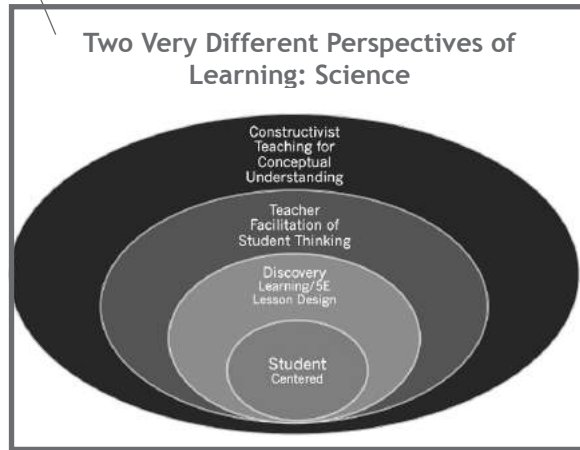 Two Very Different Perspectives of
Learning: Science
Constructivist
Teaching for
Conceptual
Understanding
Teacher
Facilitation of
Student Thinking
Discovery
Learning/5E
Lesson Design
Student
Centered